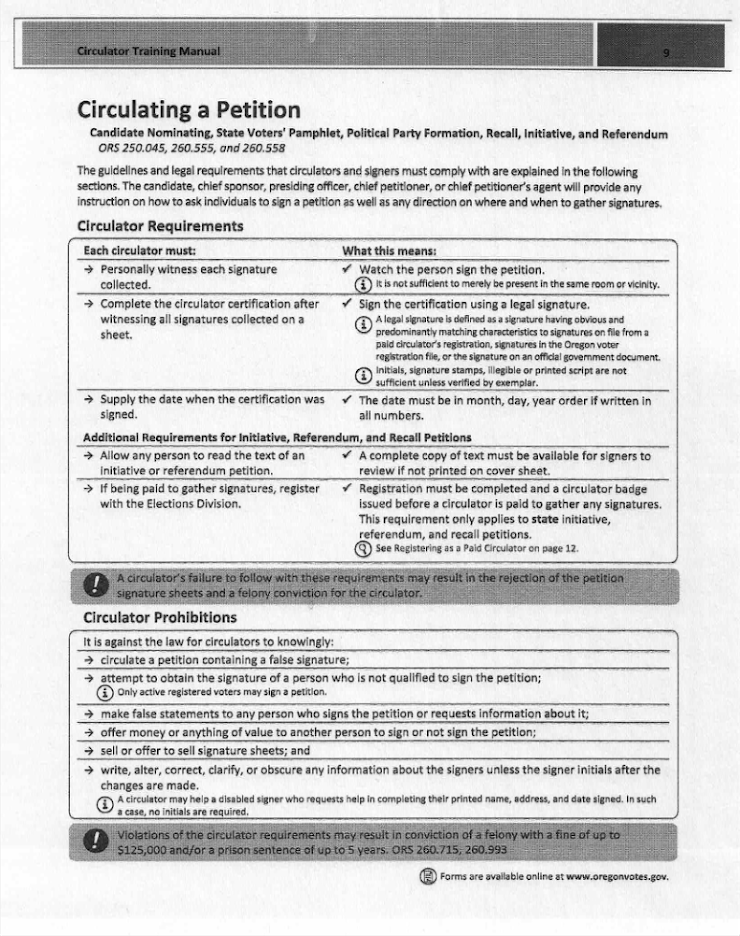 Circulator Training Manual 9
Circulating a Petition
Candidate Nominating, State Voters' Pamphlet, Political Party Formation, Recall, Initiative, and Referendum
ORS 250.045, 260.555, and 260.558
The guidelines and legal requirements that circulators and signers must comply with are explained in the following
sections. The candidate, chief sponsor, presiding officer, chief petitioner, or chief petitioner's agent will provide any
instruction on how to ask individuals to sign a petition as well as any direction on where and when to gather signatures.
Circulator Requirements
Each circulator must: What this means:
→ Personally witness each signature
collected.
✓ Watch the person sign the petition.
It is not sufficient to merely be present in the same room or vicinity.
→ Complete the circulator certification after
witnessing all signatures collected on a
sheet.
✓ Sign the certification using a legal signature.
A legal signature is defined as a signature having obvious and
predominantly matching characteristics to signatures on file from a
paid circulator's registration, signatures in the Oregon voter
registration file, or the signature on an official government document.
Initials, signature stamps, illegible or printed script are not
sufficient unless verified by exemplar.
→ Supply the date when the certification was
signed.
✓ The date must be in month, day, year order if written in
all numbers.
Additional Requirements for Initiative, Referendum, and Recall Petitions
→ Allow any person to read the text of an
initiative or referendum petition.
✓ A complete copy of text must be available for signers to
review if not printed on cover sheet.
→ If being paid to gather signatures, register
with the Elections Division.
✓ Registration must be completed and a circulator badge
issued before a circulator is paid to gather any signatures.
This requirement only applies to state initiative,
referendum, and recall petitions.
See Registering as a Paid Circulator on page 12.
A circulator's failure to follow with these requirements may result in the rejection of the petition
signature sheets and a felony conviction for the circulator.
Circulator Prohibitions
It is against the law for circulators to knowingly:
→ circulate a petition containing a false signature;
→ attempt to obtain the signature of a person who is not qualified to sign the petition;
Only active registered voters may sign a petition.
→ make false statements to any person who signs the petition or requests information about it;
→ offer money or anything of value to another person to sign or not sign the petition;
→ sell or offer to sell signature sheets; and
→ write, alter, correct, clarify, or obscure any information about the signers unless the signer initials after the
changes are made.
A circulator may help a disabled signer who requests help in completing their printed name, address, and date signed. In such
a case, no initials are required.
Violations of the circulator requirements may result in conviction of a felony with a fine of up to
$125,000 and/or a prison sentence of up to 5 years. ORS 260.715, 260.993
Forms are available online at www.oregonvotes.gov.